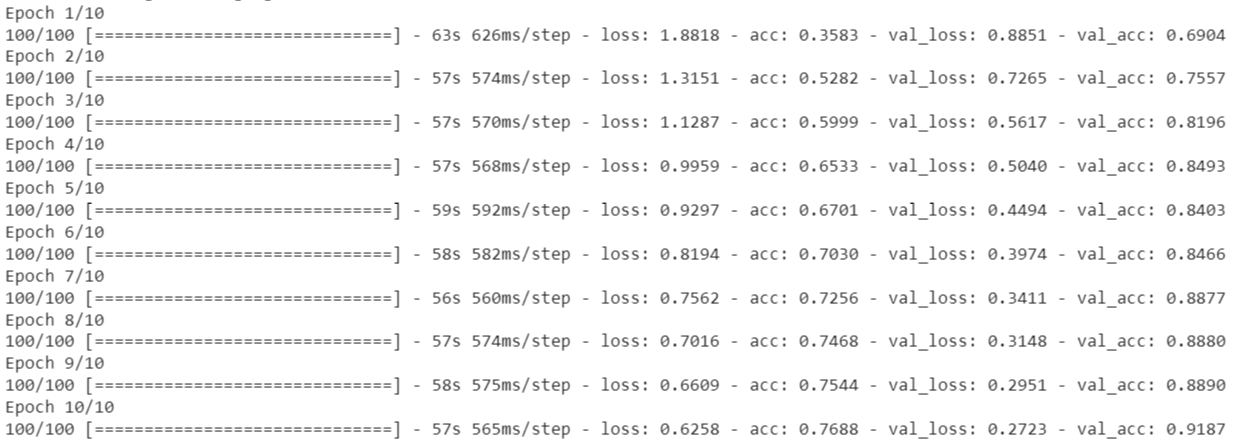 Epoch 1/10
100/100 [==============================] - 63s 626ms/step - loss: 1.8818 - acc: 0.3583 - val_loss: 0.8851 - val_acc: 0.6904
Epoch 2/10
100/100 [==============================] - 57s 574ms/step - loss: 1.3151 - acc: 0.5282 - val_loss: 0.7265 - val_acc: 0.7557
Epoch 3/10
100/100 [==============================] - 57s 570ms/step - loss: 1.1287 - acc: 0.5999 - val_loss: 0.5617 - val_acc: 0.8196
Epoch 4/10
100/100 [==============================] - 57s 568ms/step - loss: 0.9959 - acc: 0.6533 - val_loss: 0.5040 - val_acc: 0.8493
Epoch 5/10
100/100 [==============================] - 59s 592ms/step - loss: 0.9297 - acc: 0.6701 - val_loss: 0.4494 - val_acc: 0.8403
Epoch 6/10
100/100 [==============================] - 58s 582ms/step - loss: 0.8194 - acc: 0.7030 - val_loss: 0.3974 - val_acc: 0.8466
Epoch 7/10
100/100 [==============================] - 56s 560ms/step - loss: 0.7562 - acc: 0.7256 - val_loss: 0.3411 - val_acc: 0.8877
Epoch 8/10
100/100 [==============================] - 57s 574ms/step - loss: 0.7016 - acc: 0.7468 - val_loss: 0.3148 - val_acc: 0.8880
Epoch 9/10
100/100 [==============================] - 58s 575ms/step - loss: 0.6609 - acc: 0.7544 - val_loss: 0.2951 - val_acc: 0.8890
Epoch 10/10
100/100 [==============================] - 57s 565ms/step - loss: 0.6258 - acc: 0.7688 - val_loss: 0.2723 - val_acc: 0.9187